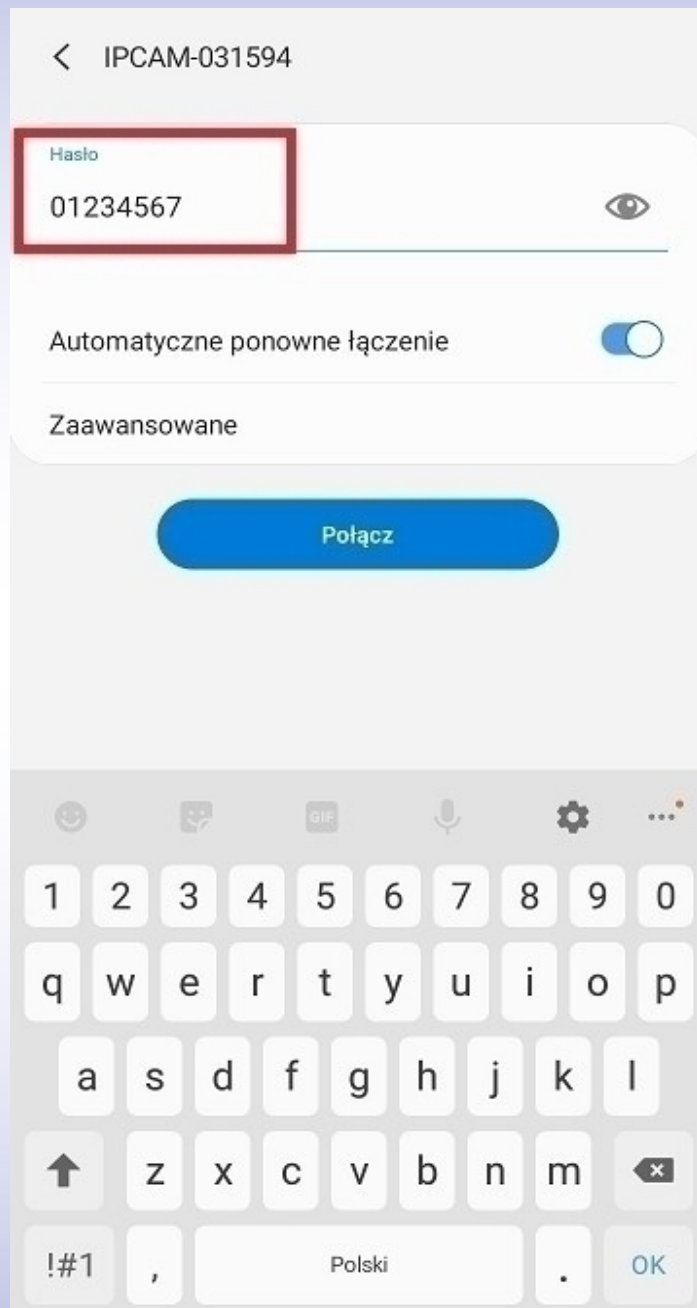 IPCAM-031594
Hasło
01234567
Automatyczne ponowne łączenie
Zaawansowane
Połącz
GIF
1 2 3 4 5 6 7 8 9 0
q w e r t y u i o p
a s d f g h j k l
z x c v b n m
!#1 , Polski . OK